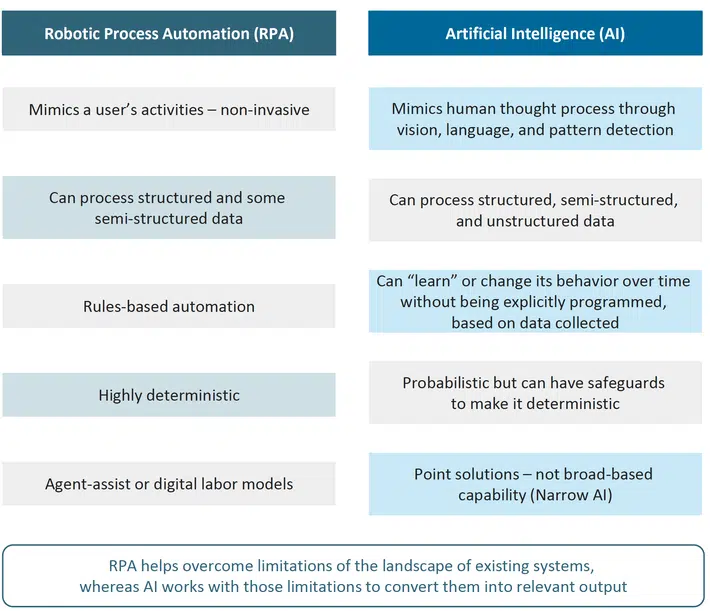 Robotic Process Automation (RPA)
Artificial Intelligence (AI)
Mimics a user’s activities – non-invasive
Mimics human thought process through
vision, language, and pattern detection
Can process structured and some
semi-structured data
Can process structured, semi-structured,
and unstructured data
Rules-based automation
Can “learn” or change its behavior over time
without being explicitly programmed,
based on data collected
Highly deterministic
Probabilistic but can have safeguards
to make it deterministic
Agent-assist or digital labor models
Point solutions – not broad-based
capability (Narrow AI)
RPA helps overcome limitations of the landscape of existing systems,
whereas AI works with those limitations to convert them into relevant output